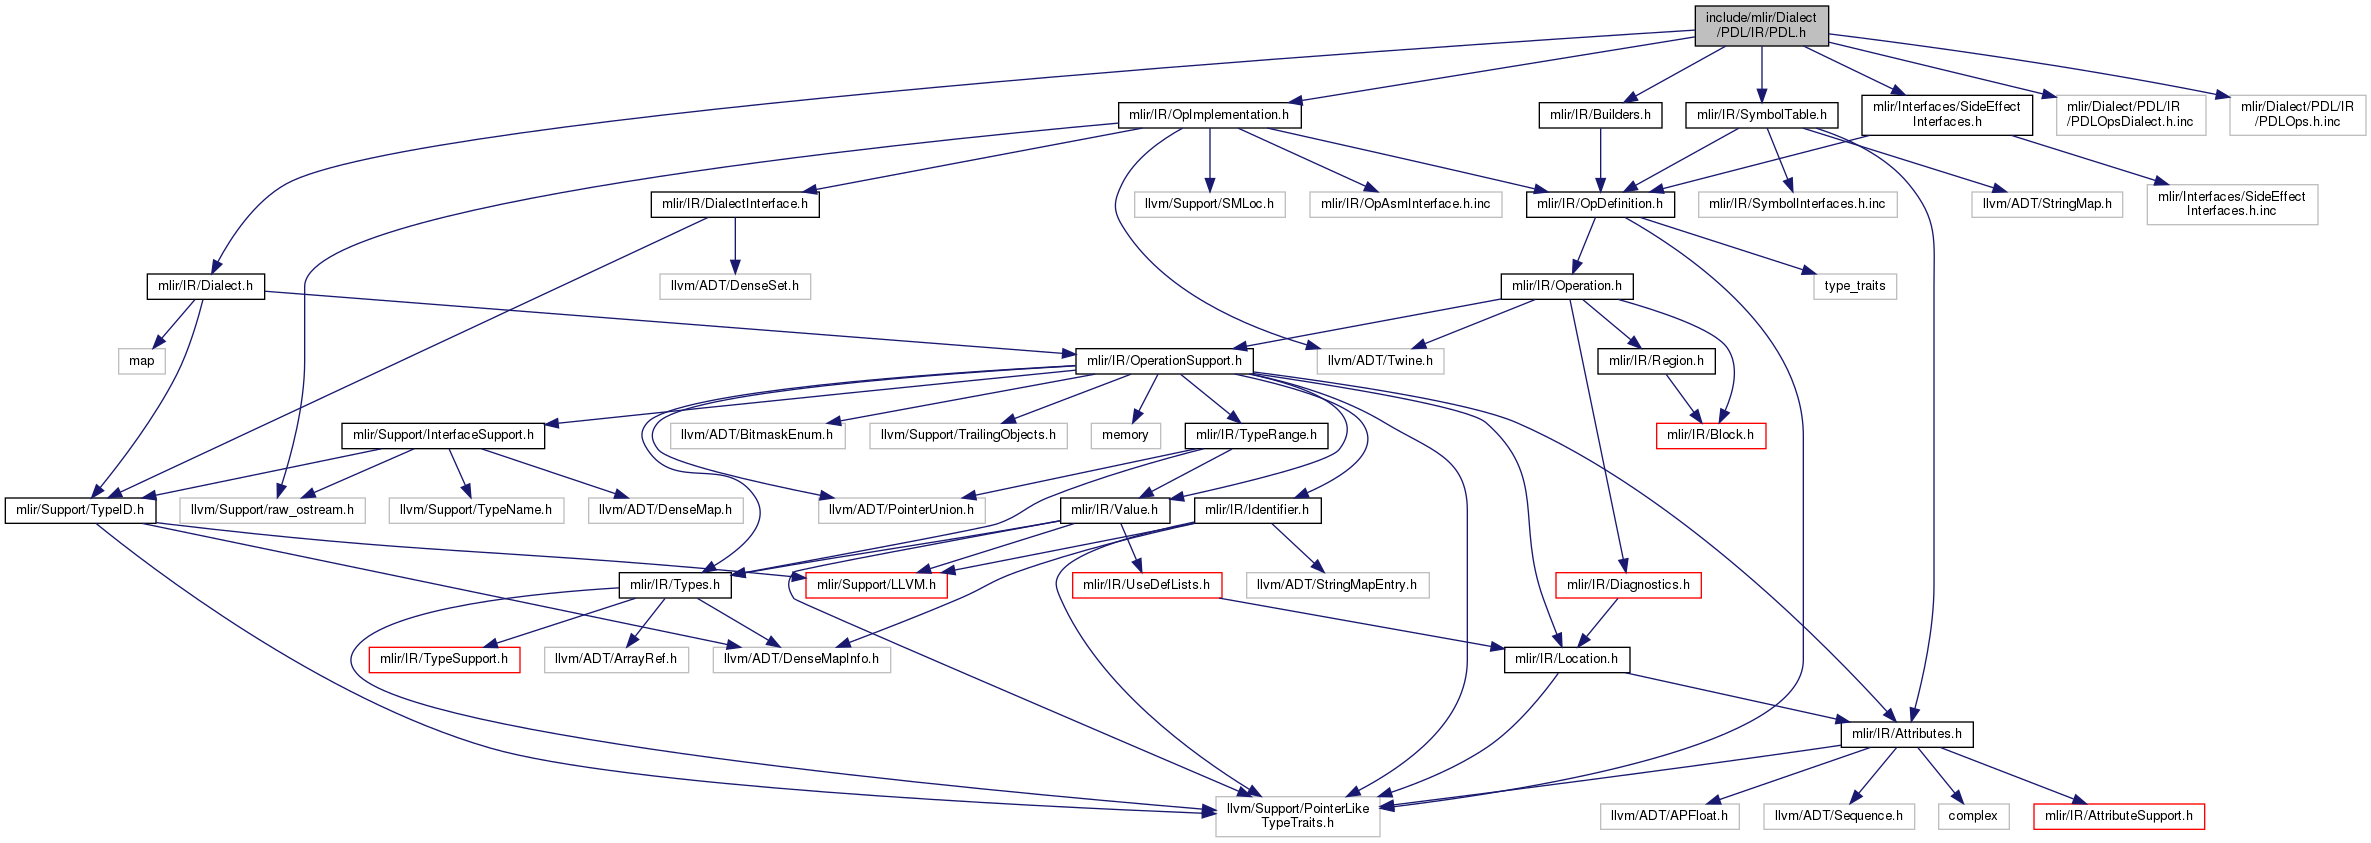 include/mlir/Dialect
/PDL/IR/PDL.h
mlir/IR/OpImplementation.h
mlir/IR/Builders.h
mlir/IR/SymbolTable.h
mlir/Interfaces/SideEffect
Interfaces.h
mlir/Dialect/PDL/IR
/PDLOpsDialect.h.inc
mlir/Dialect/PDL/IR
/PDLOps.h.inc
mlir/IR/DialectInterface.h
llvm/Support/SMLoc.h
mlir/IR/OpAsmInterface.h.inc
mlir/IR/OpDefinition.h
mlir/IR/SymbolInterfaces.h.inc
llvm/ADT/StringMap.h
mlir/Interfaces/SideEffect
Interfaces.h.inc
mlir/IR/Dialect.h
llvm/ADT/DenseSet.h
mlir/IR/Operation.h
type_traits
map
mlir/IR/OperationSupport.h
llvm/ADT/Twine.h
mlir/IR/Region.h
mlir/Support/InterfaceSupport.h
llvm/ADT/BitmaskEnum.h
llvm/Support/TrailingObjects.h
memory
mlir/IR/TypeRange.h
mlir/IR/Block.h
mlir/Support/TypeID.h
llvm/Support/raw_ostream.h
llvm/Support/TypeName.h
llvm/ADT/DenseMap.h
llvm/ADT/PointerUnion.h
mlir/IR/Value.h
mlir/IR/Identifier.h
mlir/IR/Types.h
mlir/Support/LLVM.h
mlir/IR/UseDefLists.h
llvm/ADT/StringMapEntry.h
mlir/IR/Diagnostics.h
mlir/IR/TypeSupport.h
llvm/ADT/ArrayRef.h
llvm/ADT/DenseMapInfo.h
mlir/IR/Location.h
mlir/IR/Attributes.h
llvm/Support/PointerLike
TypeTraits.h
llvm/ADT/APFloat.h
llvm/ADT/Sequence.h
complex
mlir/IR/AttributeSupport.h